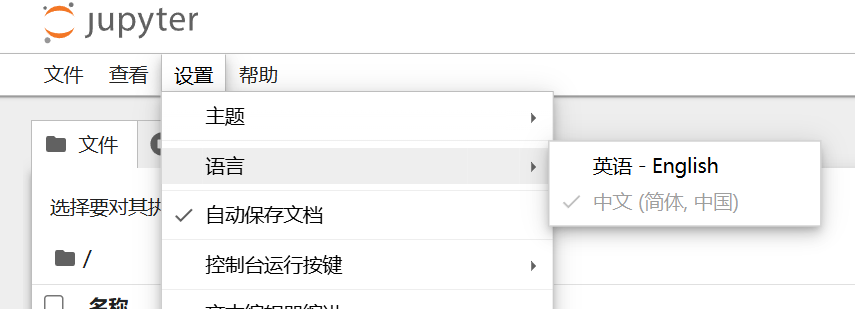 jupyter
文件 查看 设置 帮助
主题
文件
语言
英语 - English
中文 (简体, 中国)
选择要对其执
自动保存文档
/
控制台运行按键
名称